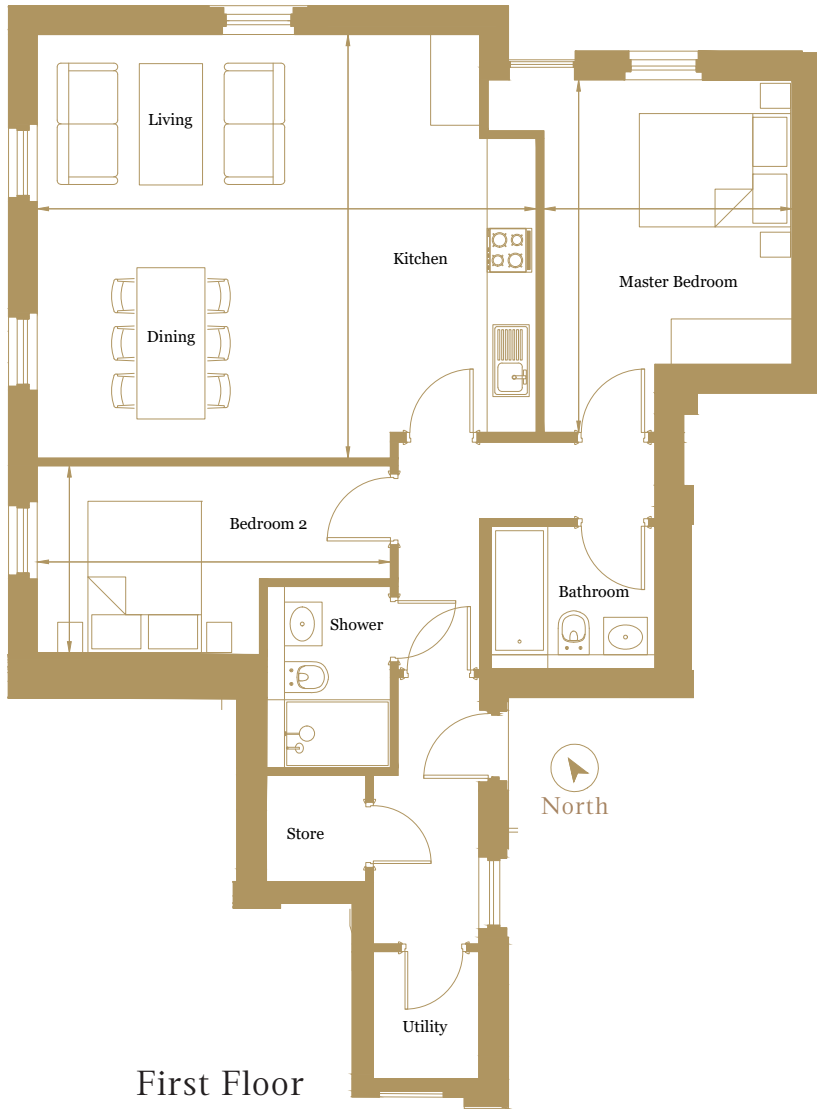 Living
Kitchen
Master Bedroom
Dining
Bedroom 2
Bathroom
Shower
North
Store
Utility
First Floor